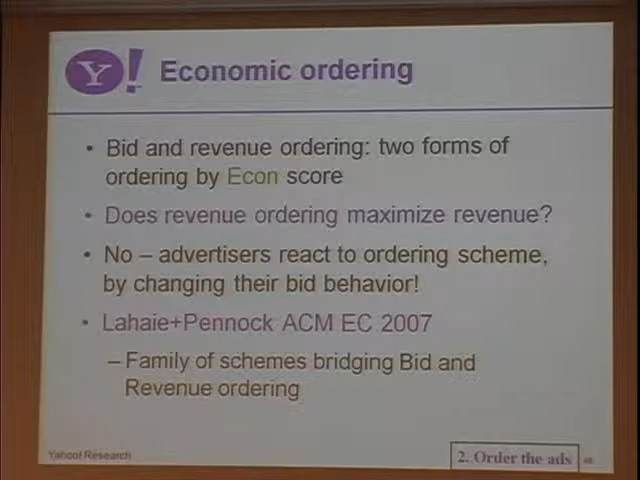 Y!
Economic ordering
• Bid and revenue ordering: two forms of
ordering by Econ score
• Does revenue ordering maximize revenue?
• No – advertisers react to ordering scheme,
by changing their bid behavior!
• Lahaie+Pennock ACM EC 2007
– Family of schemes bridging Bid and
Revenue ordering
Yahoo! Research
2. Order the ads